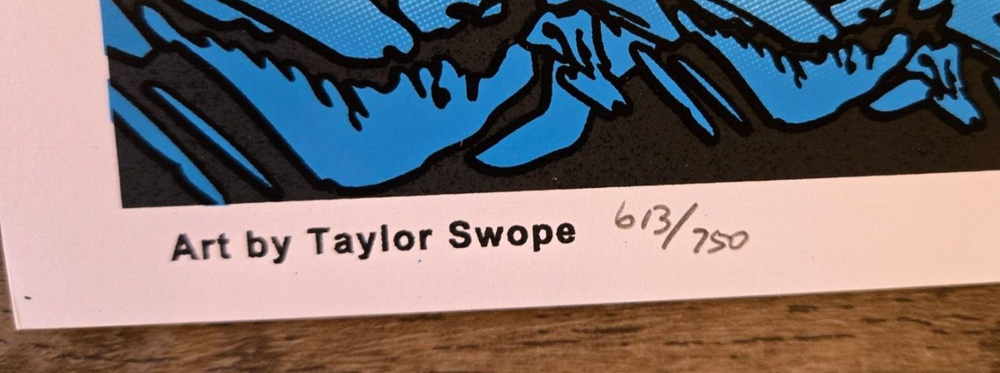 Art by Taylor Swope 613/750